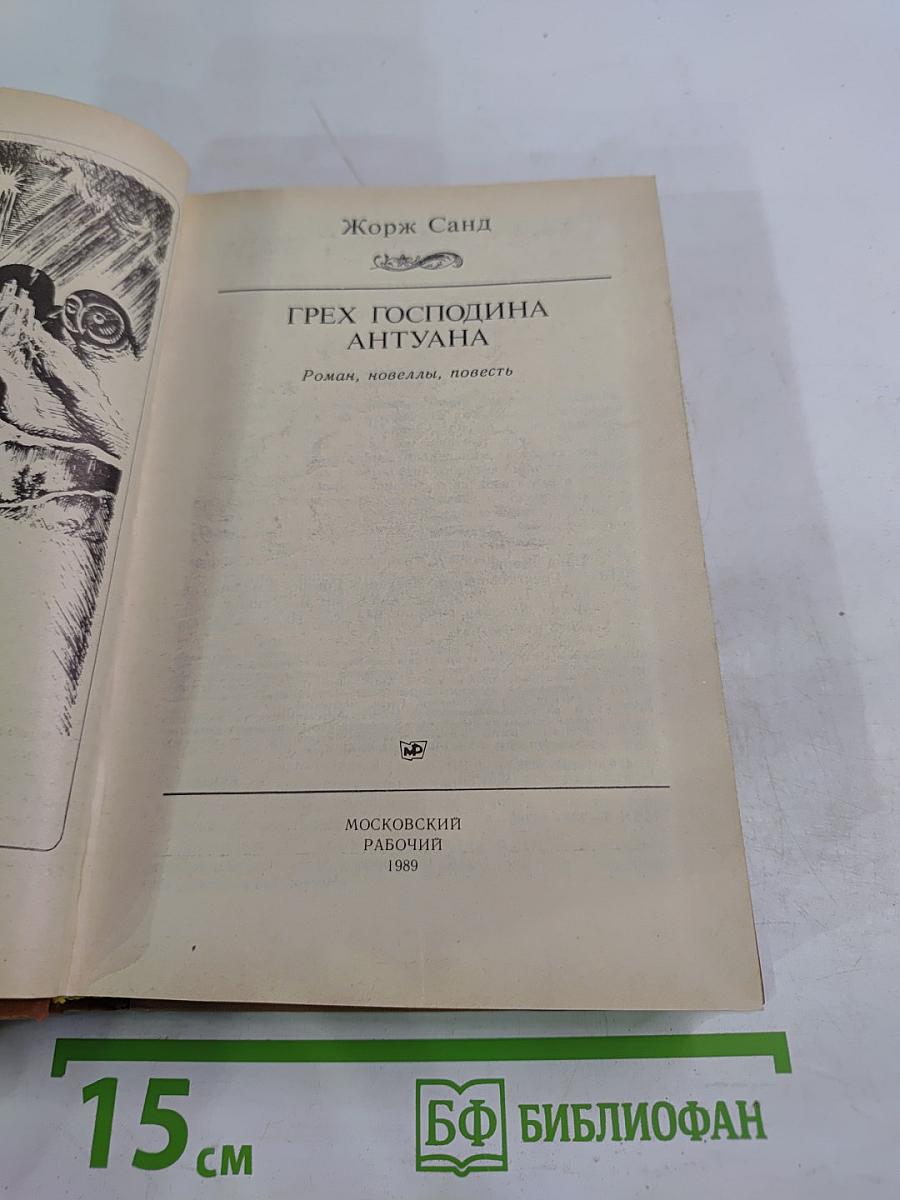 Жорж Санд
ГРЕХ ГОСПОДИНА
АНТУАНА
Роман, новеллы, повесть
МР
МОСКОВСКИЙ
РАБОЧИЙ
1989
15 см
БФ БИБЛИОФАН